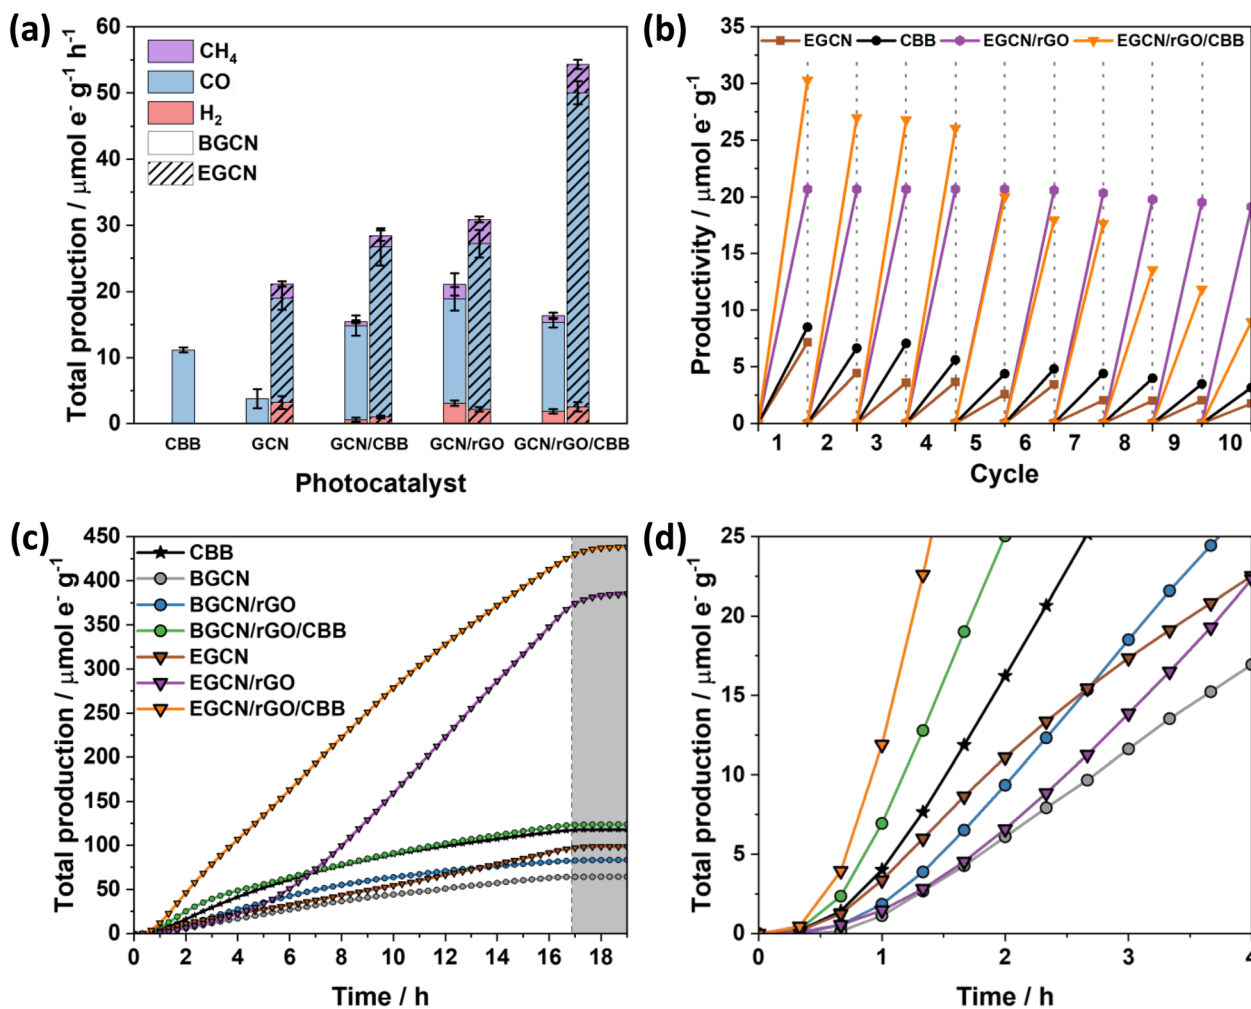 (a)
Total production / μmol e⁻ g⁻¹ h⁻¹
60
50
40
30
20
10
0
CH₄
CO
H₂
BGCN
EGCN
CBB GCN GCN/CBB GCN/rGO GCN/rGO/CBB
Photocatalyst
(b)
Productivity / μmol e⁻ g⁻¹
35
30
25
20
15
10
5
0
EGCN CBB EGCN/rGO EGCN/rGO/CBB
1 2 3 4 5 6 7 8 9 10
Cycle
(c)
Total production / μmol e⁻ g⁻¹
450
400
350
300
250
200
150
100
50
0
CBB
BGCN
BGCN/rGO
BGCN/rGO/CBB
EGCN
EGCN/rGO
EGCN/rGO/CBB
0 2 4 6 8 10 12 14 16 18
Time / h
(d)
Total production / μmol e⁻ g⁻¹
25
20
15
10
5
0
0 1 2 3 4
Time / h